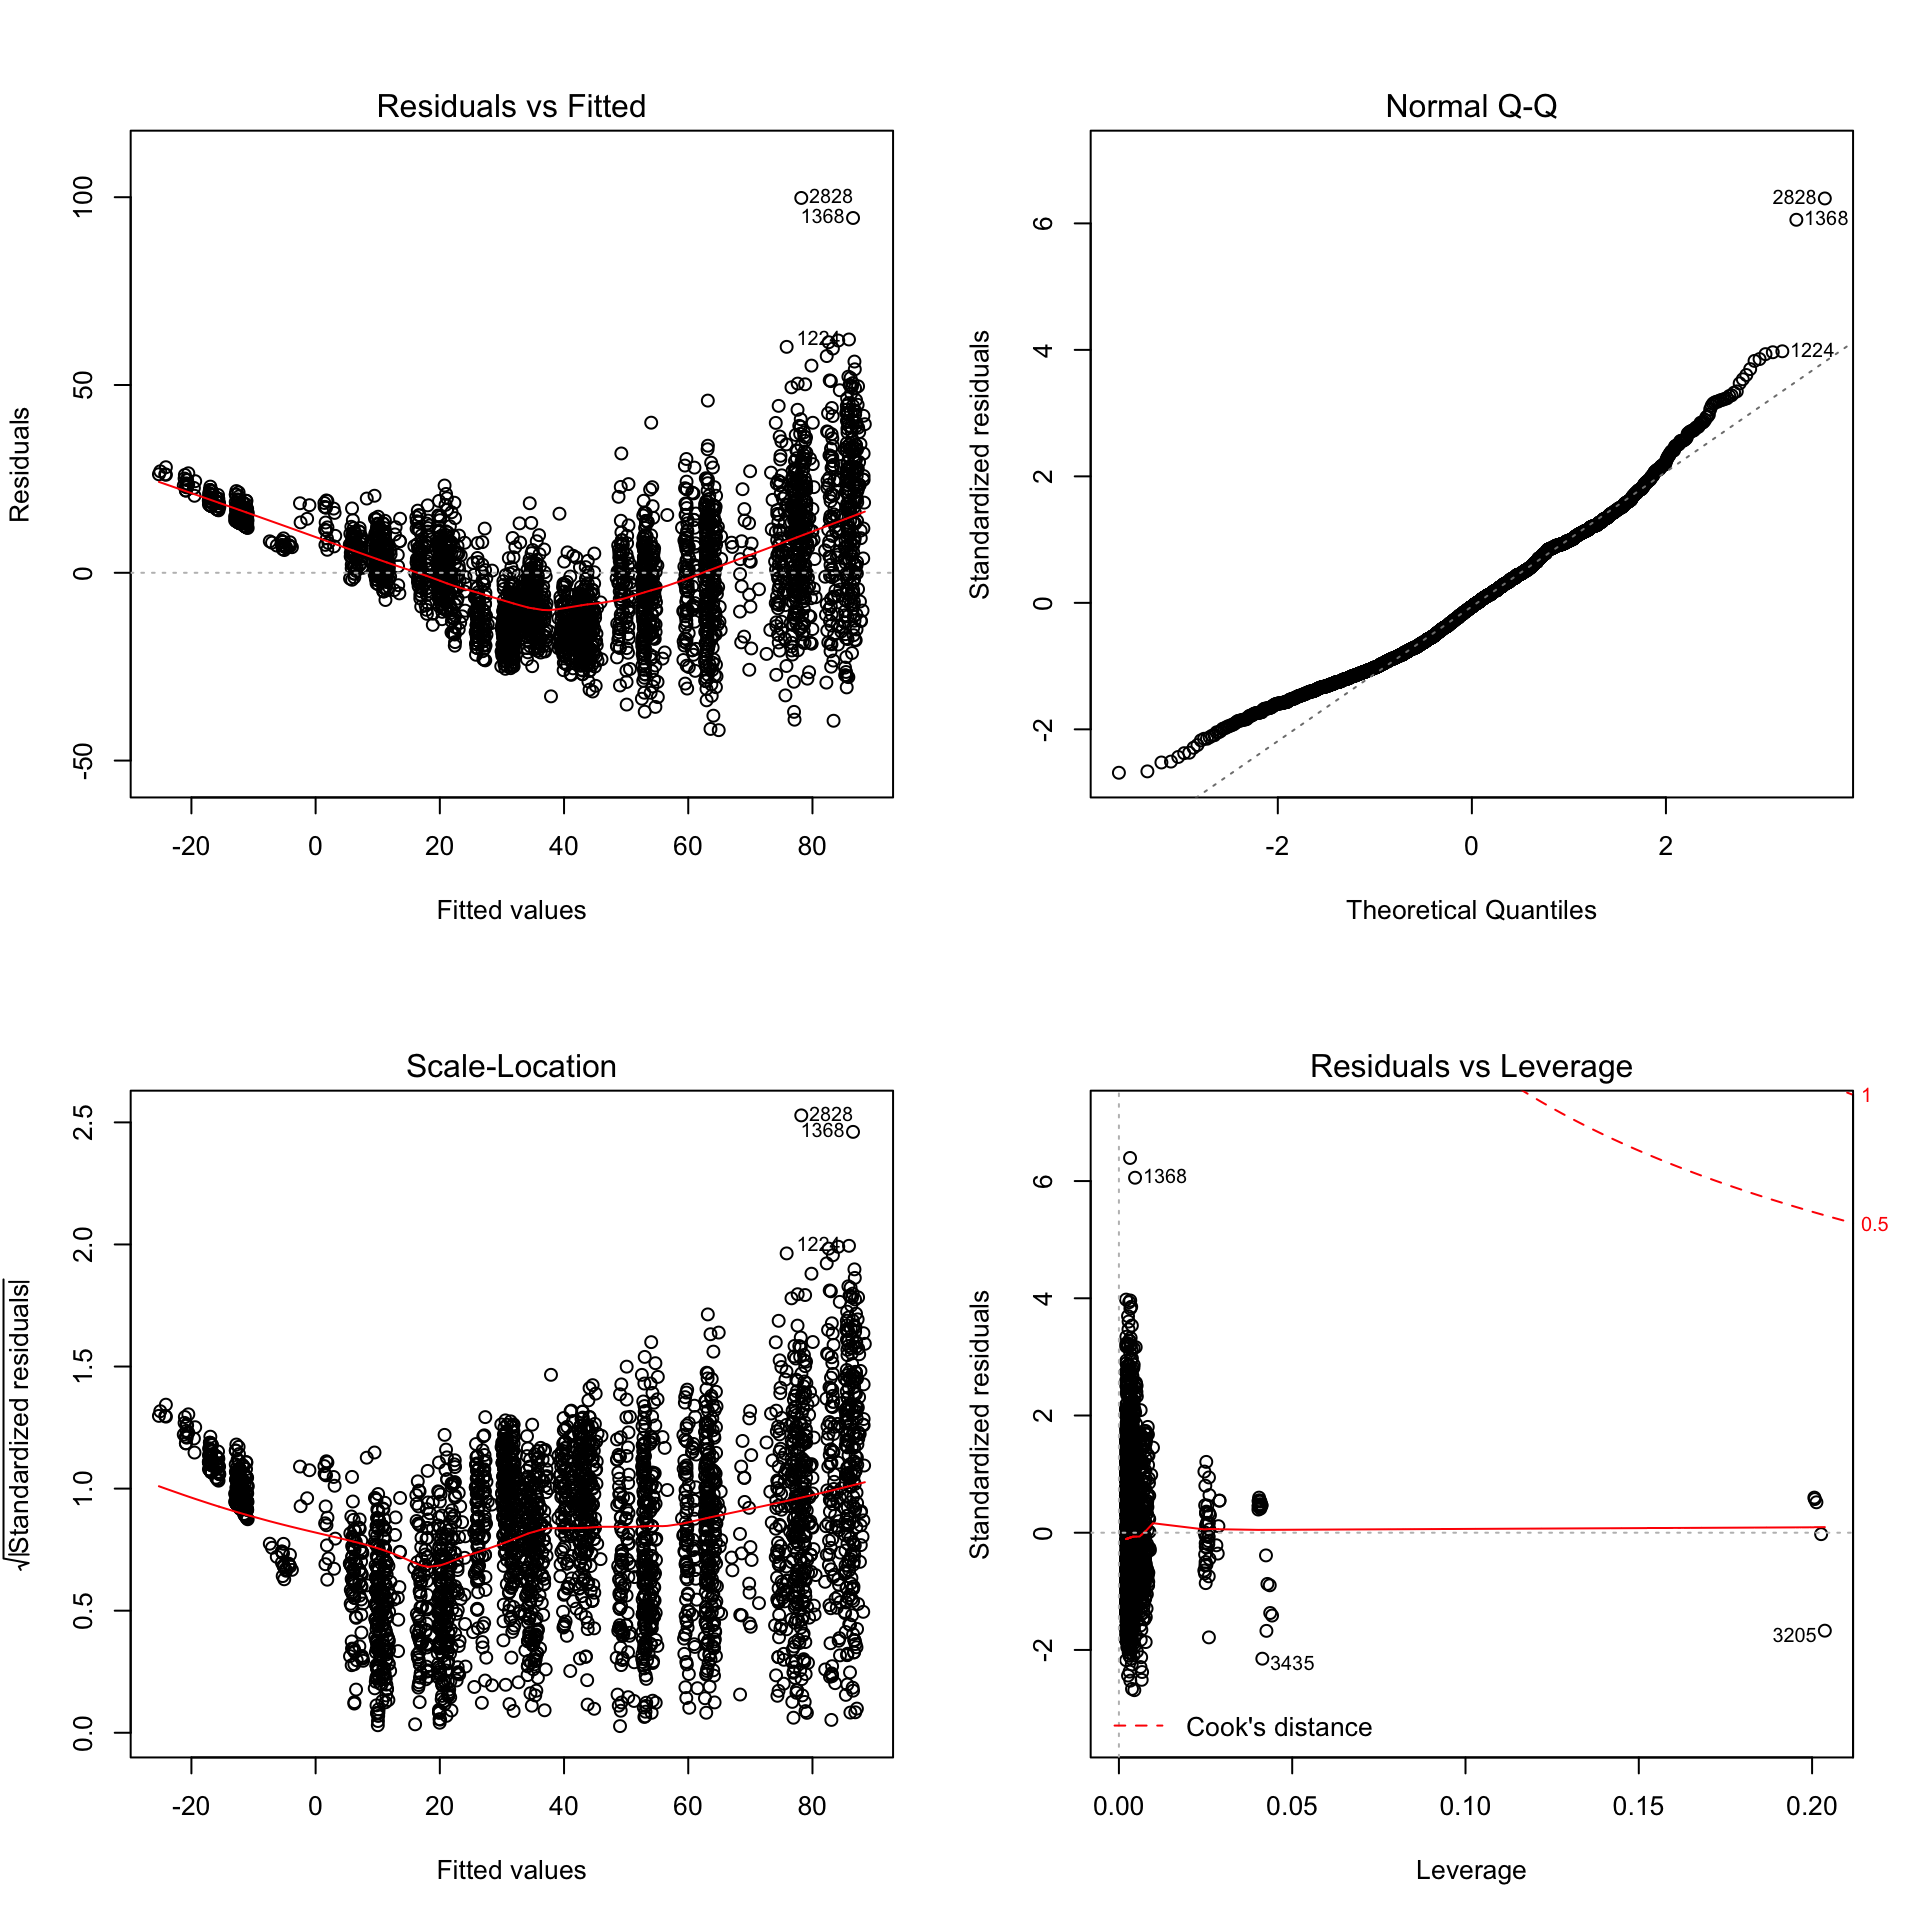 Residuals vs Fitted
Residuals
100
50
0
-50
2828
1368
1224
-20 0 20 40 60 80
Fitted values
Normal Q-Q
Standardized residuals
6
4
2
0
-2
2828
1368
1224
-2 0 2
Theoretical Quantiles
Scale-Location
√|Standardized residuals|
2.5
2.0
1.5
1.0
0.5
0.0
2828
1368
1224
-20 0 20 40 60 80
Fitted values
Residuals vs Leverage
Standardized residuals
6
4
2
0
-2
1
0.5
1368
3205
3435
Cook's distance
0.00 0.05 0.10 0.15 0.20
Leverage